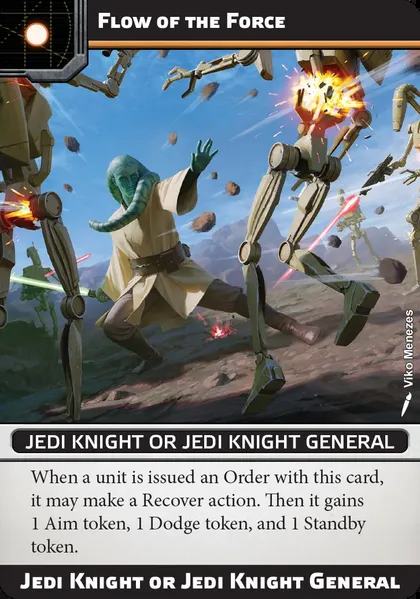 Flow of the Force
Viko Menezes
JEDI KNIGHT OR JEDI KNIGHT GENERAL
When a unit is issued an Order with this card,
it may make a Recover action. Then it gains
1 Aim token, 1 Dodge token, and 1 Standby
token.
Jedi Knight or Jedi Knight General